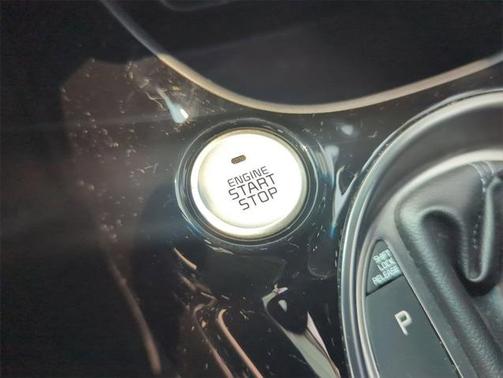 ENGINE
START
STOP
SHIFT
LOCK
RELEASE
P